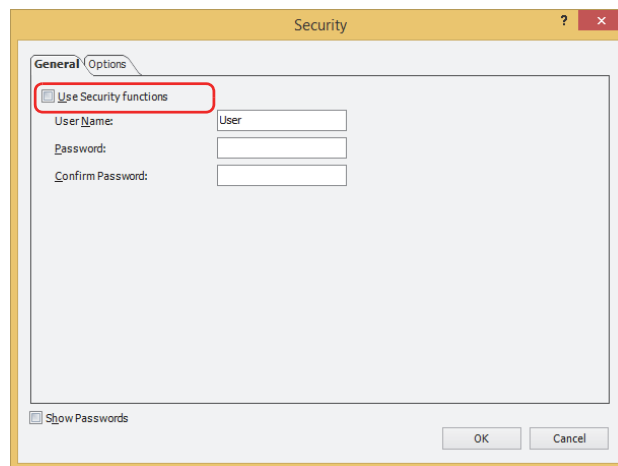 Security
?
×
General Options
Use Security functions
User Name: User
Password:
Confirm Password:
Show Passwords
OK Cancel